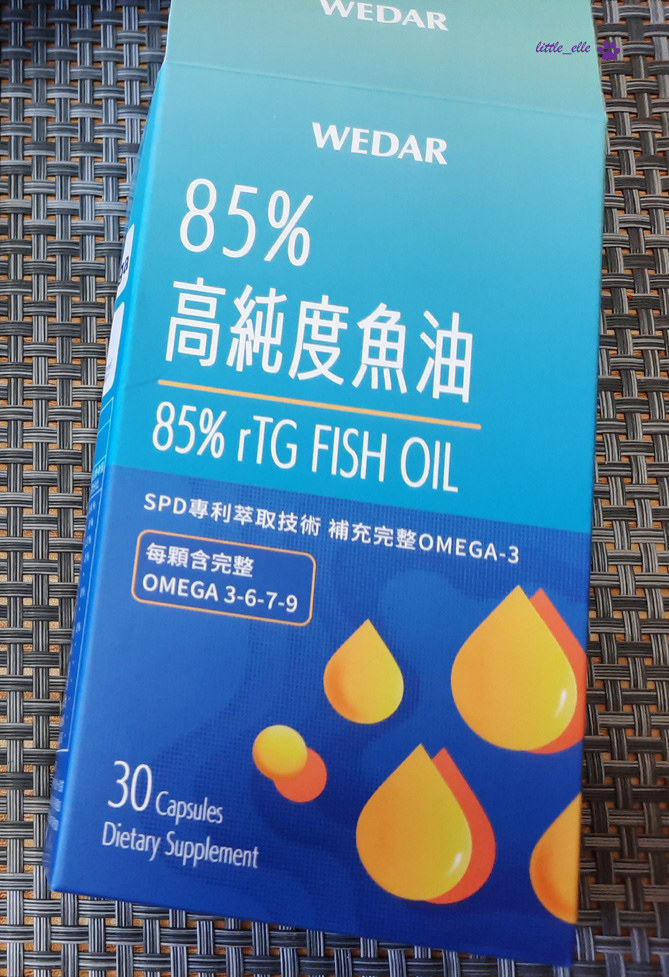 WEDAR
little_elle
WEDAR
85%
高純度魚油
85% rTG FISH OIL
SPD專利萃取技術 補充完整OMEGA-3
每顆含完整
OMEGA 3-6-7-9
30 Capsules
Dietary Supplement